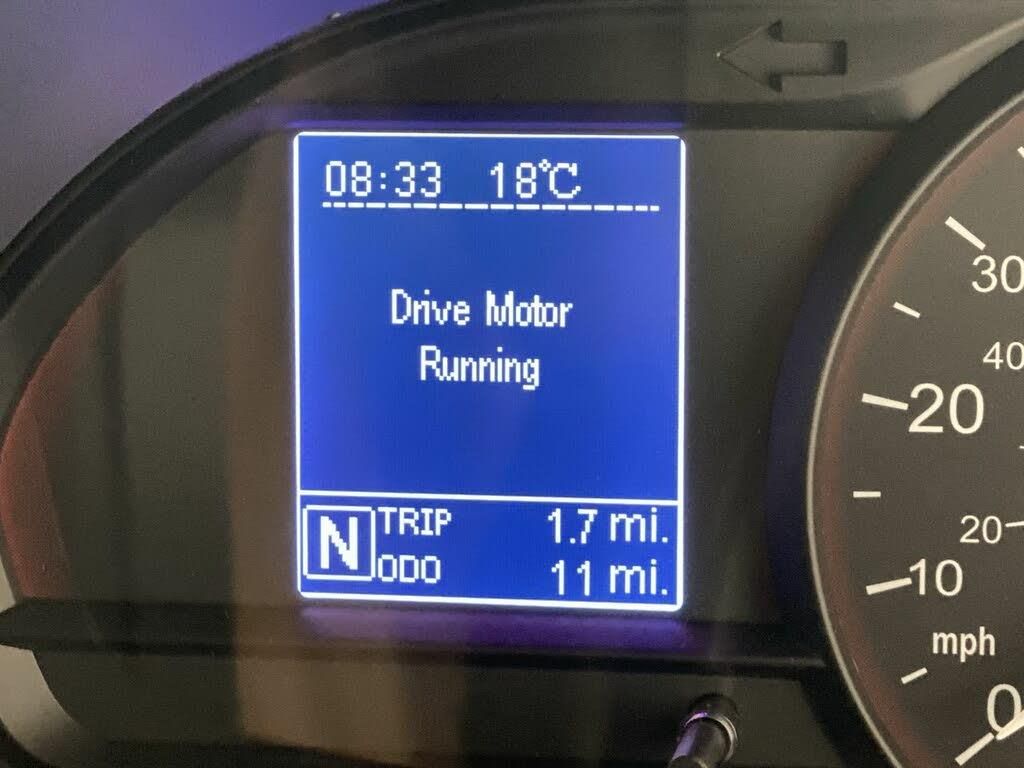 08:33 18°C
Drive Motor
Running
N
TRIP 1.7 mi.
ODO 11 mi.
30
40
20
20
10
mph
0